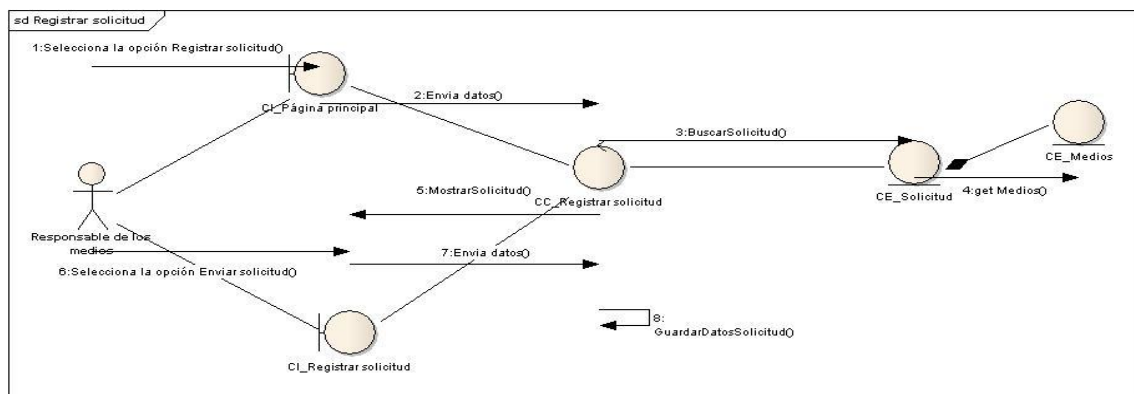 sd Registrar solicitud
1:Selecciona la opción Registrar solicitud()
CI_Página principal
2:Envia datos()
3:BuscarSolicitud()
CE_Medios
CE_Solicitud
4:get Medios()
5:MostrarSolicitud()
CC_Registrar solicitud
Responsable de los
medios
6:Selecciona la opción Enviar solicitud()
7:Envia datos()
8:
GuardarDatosSolicitud()
CI_Registrar solicitud